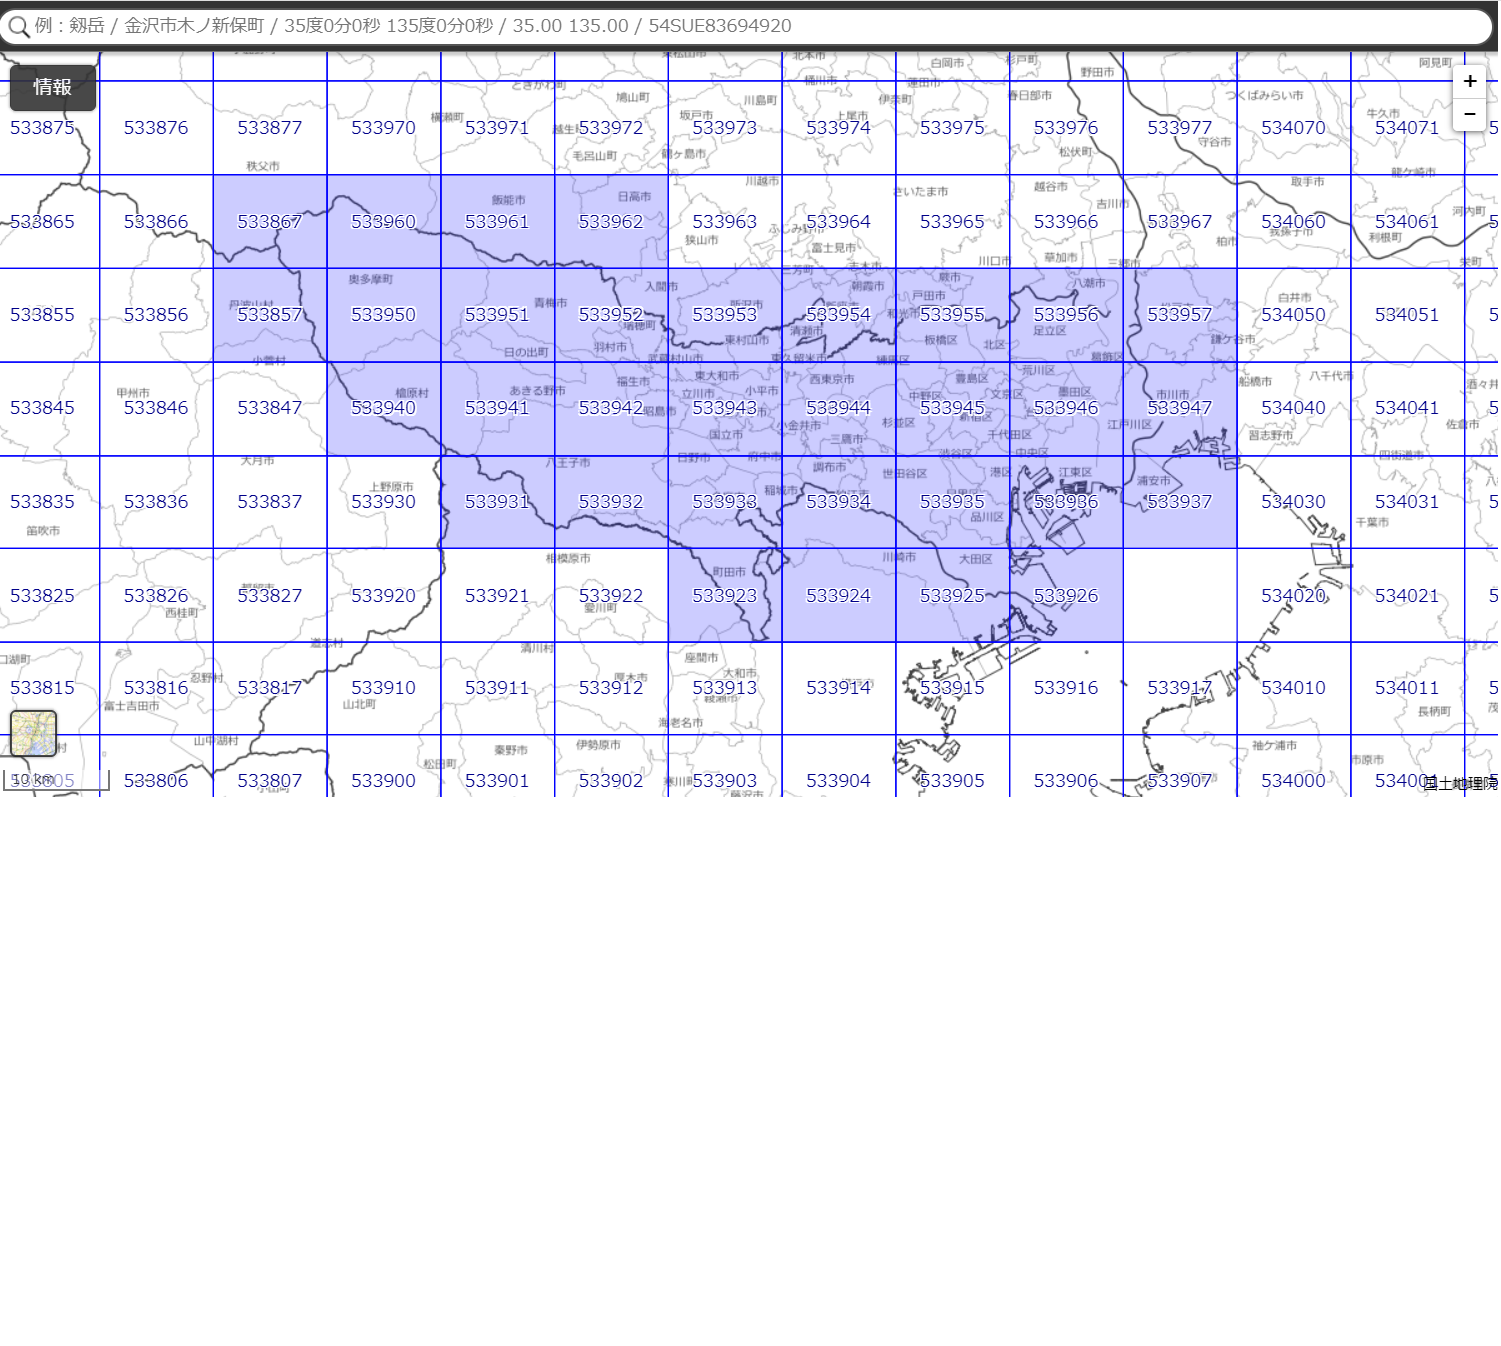 例：剱岳 / 金沢市木ノ新保町 / 35度0分0秒 135度0分0秒 / 35.00 135.00 / 54SUE83694920
情報
+
-
北本市 白岡市 杉戸町 阿見町
ときがわ町 鳩山町 川島町 桶川市 蓮田市 伊奈町 春日部市 野田市 つくばみらい市 牛久市
横瀬町 坂戸市 上尾市
533875 533876 533877 533970 533971 533972 533973 533974 533975 533976 533977 534070 534071
秩父市 毛呂山町 鶴ヶ島市 松伏町 守谷市
川越市 さいたま市 越谷市 取手市 龍ケ崎市
飯能市 日高市 吉川市 河内町
533865 533866 533867 533960 533961 533962 533963 533964 533965 533966 533967 534060 534061
狭山市 ふじみ野市 富士見市 柏市 我孫子市 利根町
三芳町 志木市 川口市 草加市 三郷市 栄町
奥多摩町 入間市 朝霞市 蕨市 八潮市
丹波山村 青梅市 所沢市 戸田市 白井市
533855 533856 533857 533950 533951 533952 533953 533954 533955 533956 533957 534050 534051
瑞穂町 清瀬市 和光市 足立区
小菅村 日の出町 羽村市 武蔵村山市 東村山市 東久留米市 練馬区 板橋区 北区 葛飾区 鎌ケ谷市
甲州市 檜原村 あきる野市 福生市 東大和市 小平市 西東京市 豊島区 荒川区 船橋市 八千代市
立川市 中野区 文京区 墨田区 市川市
533845 533846 533847 533940 533941 533942 533943 533944 533945 533946 533947 534040 534041
昭島市 国立市 小金井市 三鷹市 杉並区 新宿区 千代田区 江戸川区 習志野市 佐倉市
大月市 八王子市 日野市 府中市 渋谷区 中央区 四街道市
上野原市 稲城市 調布市 世田谷区 港区 江東区 浦安市
533835 533836 533837 533930 533931 533932 533933 533934 533935 533936 533937 534030 534031
笛吹市 品川区 千葉市
相模原市 町田市 川崎市 大田区
533825 533826 533827 533920 533921 533922 533923 533924 533925 533926 534020 534021
西桂町 愛川町
道志村 清川村 座間市
忍野村 厚木市 大和市
533815 533816 533817 533910 533911 533912 533913 533914 533915 533916 533917 534010 534011
富士吉田市 山北町 綾瀬市 長柄町
山中湖村 秦野市 伊勢原市 海老名市 袖ケ浦市
松田町 市原市
533805 533806 533807 533900 533901 533902 533903 533904 533905 533906 533907 534000 534001
10 km
藤沢市
国土地理院